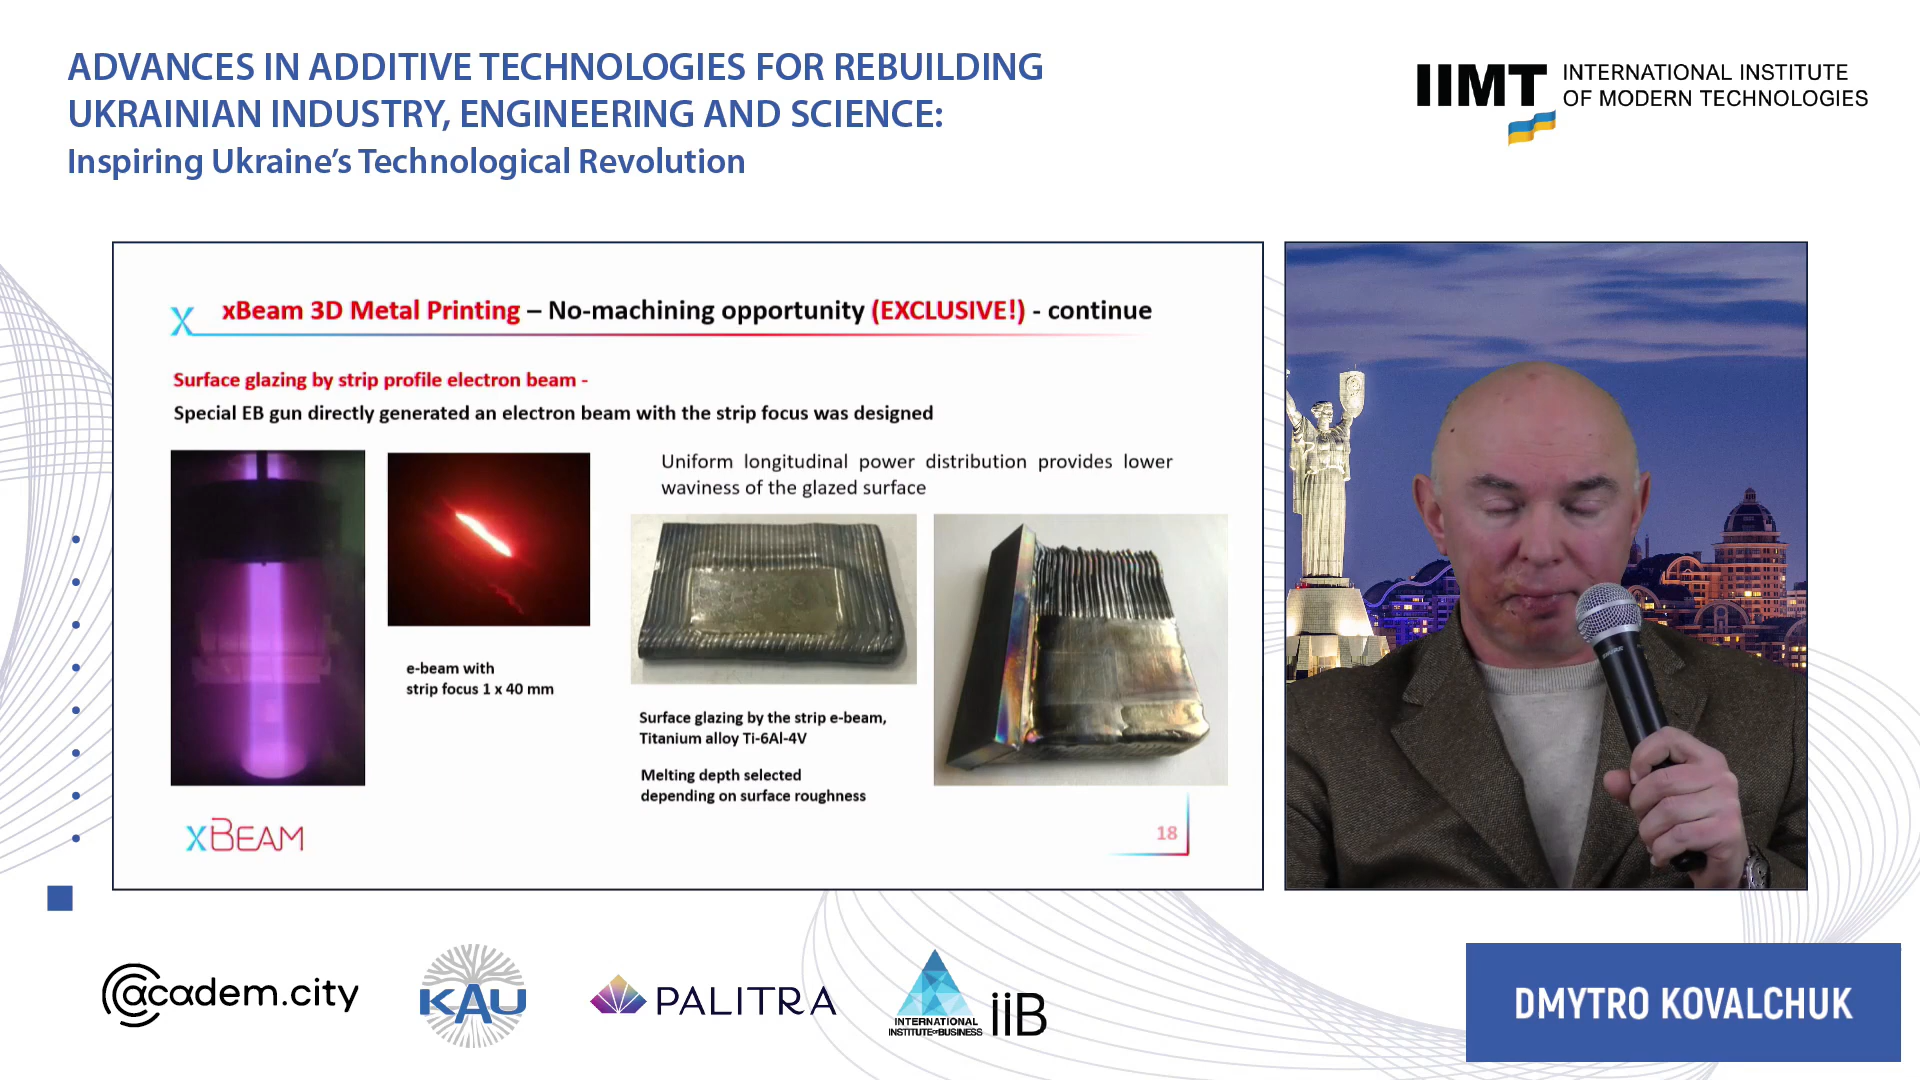 ADVANCES IN ADDITIVE TECHNOLOGIES FOR REBUILDING
UKRAINIAN INDUSTRY, ENGINEERING AND SCIENCE:
Inspiring Ukraine's Technological Revolution
IIMT INTERNATIONAL INSTITUTE
OF MODERN TECHNOLOGIES
X xBeam 3D Metal Printing – No-machining opportunity (EXCLUSIVE!) - continue
Surface glazing by strip profile electron beam -
Special EB gun directly generated an electron beam with the strip focus was designed
Uniform longitudinal power distribution provides lower
waviness of the glazed surface
e-beam with
strip focus 1 x 40 mm
Surface glazing by the strip e-beam,
Titanium alloy Ti-6Al-4V
Melting depth selected
depending on surface roughness
xBEAM
18
@cadem.city
KAU
PALITRA
INTERNATIONAL
INSTITUTE OF BUSINESS
iiB
DMYTRO KOVALCHUK